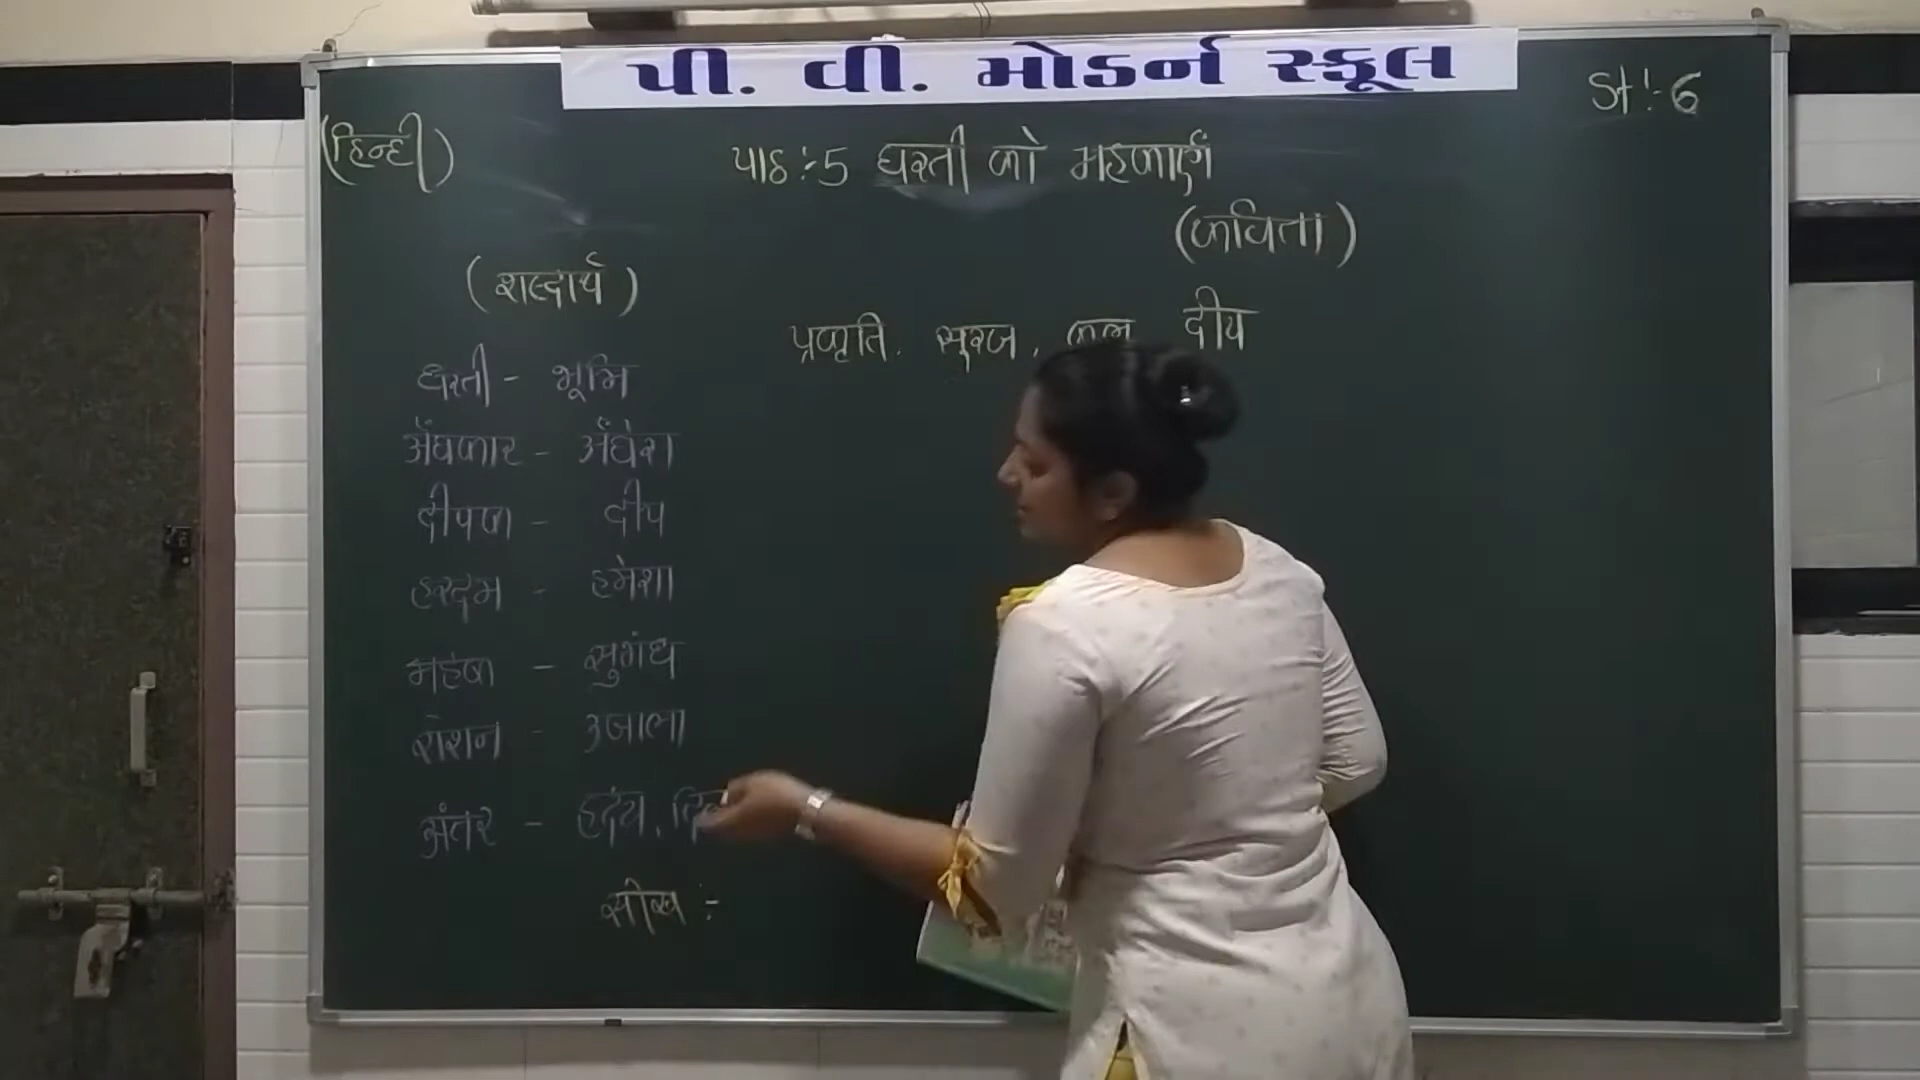 પી. વી. મોડર્ન સ્કૂલ
St:-6
(हिन्दी)
पाठ:-5 धरती को महकाएँ
(कविता)
(शब्दार्थ)
प्रकृति, सूरज, दीप
धरती - भूमि
अँधकार - अँधेरा
दीपक - दीप
हरदम - हमेशा
महक - सुगंध
रोशन - उजाला
अंतर - हृदय,
सीख :-